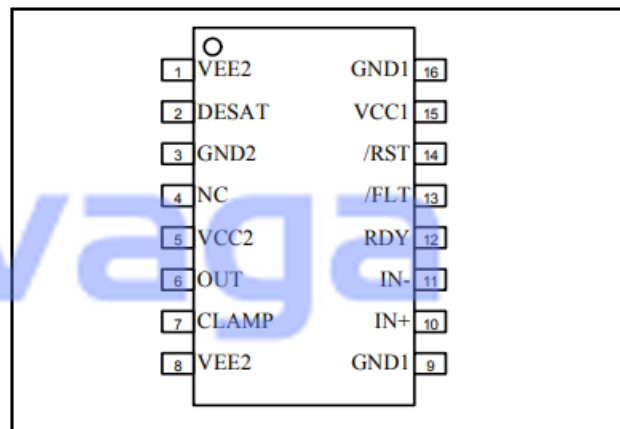 1 VEE2 GND1 16
2 DESAT VCC1 15
3 GND2 /RST 14
4 NC /FLT 13
5 VCC2 RDY 12
6 OUT IN- 11
7 CLAMP IN+ 10
8 VEE2 GND1 9
vaga